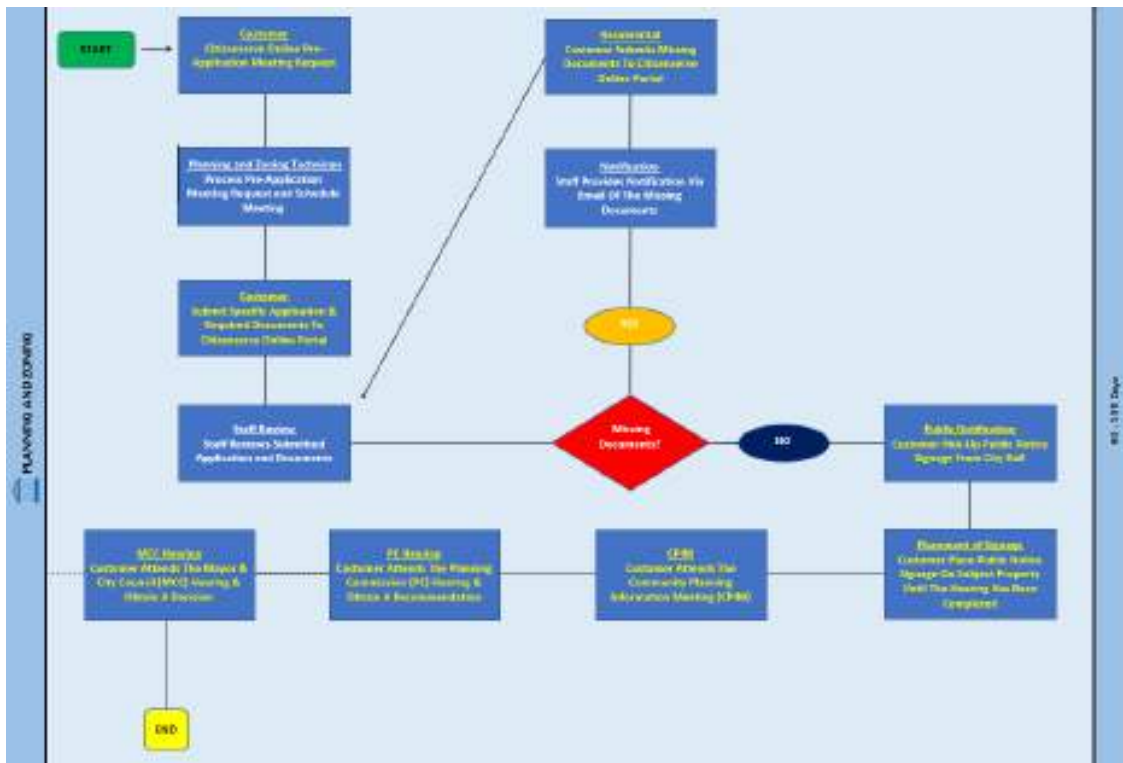 START
Customer
Citizenserve Online Pre-
Application Meeting Request
Planning and Zoning Technician
Process Pre-Application
Meeting Request and Schedule
Meeting
Customer
Submit Specific Application &
Required Documents To
Citizenserve Online Portal
Staff Review
Staff Reviews Submitted
Application and Documents
Missing
Documents?
YES
Notification
Staff Provides Notification Via
Email Of The Missing
Documents
Residential
Customer Submits Missing
Documents To Citizenserve
Online Portal
NO
Public Notification
Customer Pick Up Public Notice
Signage From City Hall
Placement of Signage
Customer Place Public Notice
Signage On Subject Property
Until The Hearing Has Been
Completed
CPIM
Customer Attends The
Community Planning
Information Meeting (CPIM)
PC Hearing
Customer Attends The Planning
Commission (PC) Hearing &
Obtain A Recommendation
MCC Hearing
Customer Attends The Mayor &
City Council(MCC) Hearing &
Obtain A Decision
END
PLANNING AND ZONING
Days